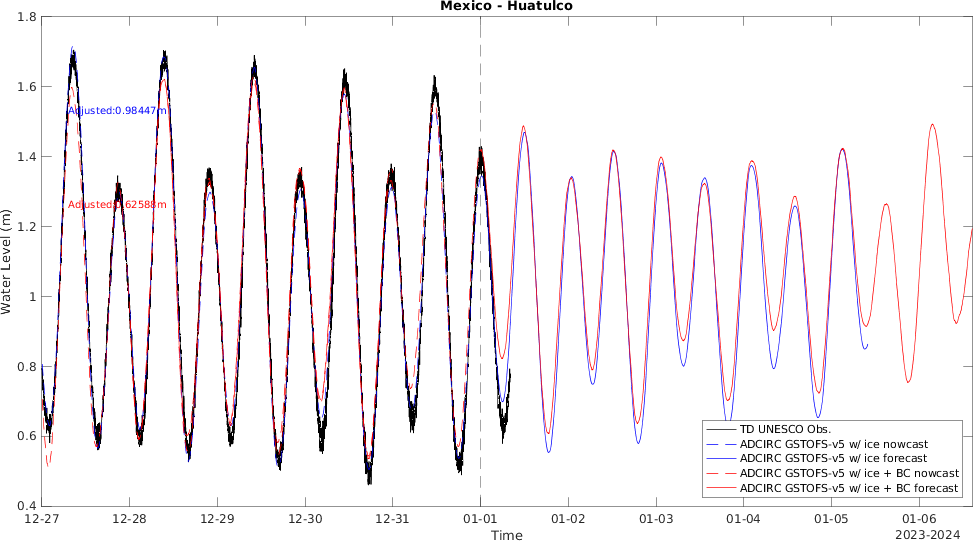 Mexico - Huatulco
1.8
1.6
1.4
1.2
1
0.8
0.6
0.4
Water Level (m)
Adjusted:0.98447m
Adjusted:0.62588m
TD UNESCO Obs.
ADCIRC GSTOFS-v5 w/ ice nowcast
ADCIRC GSTOFS-v5 w/ ice forecast
ADCIRC GSTOFS-v5 w/ ice + BC nowcast
ADCIRC GSTOFS-v5 w/ ice + BC forecast
12-27 12-28 12-29 12-30 12-31 01-01 01-02 01-03 01-04 01-05 01-06
Time
2023-2024